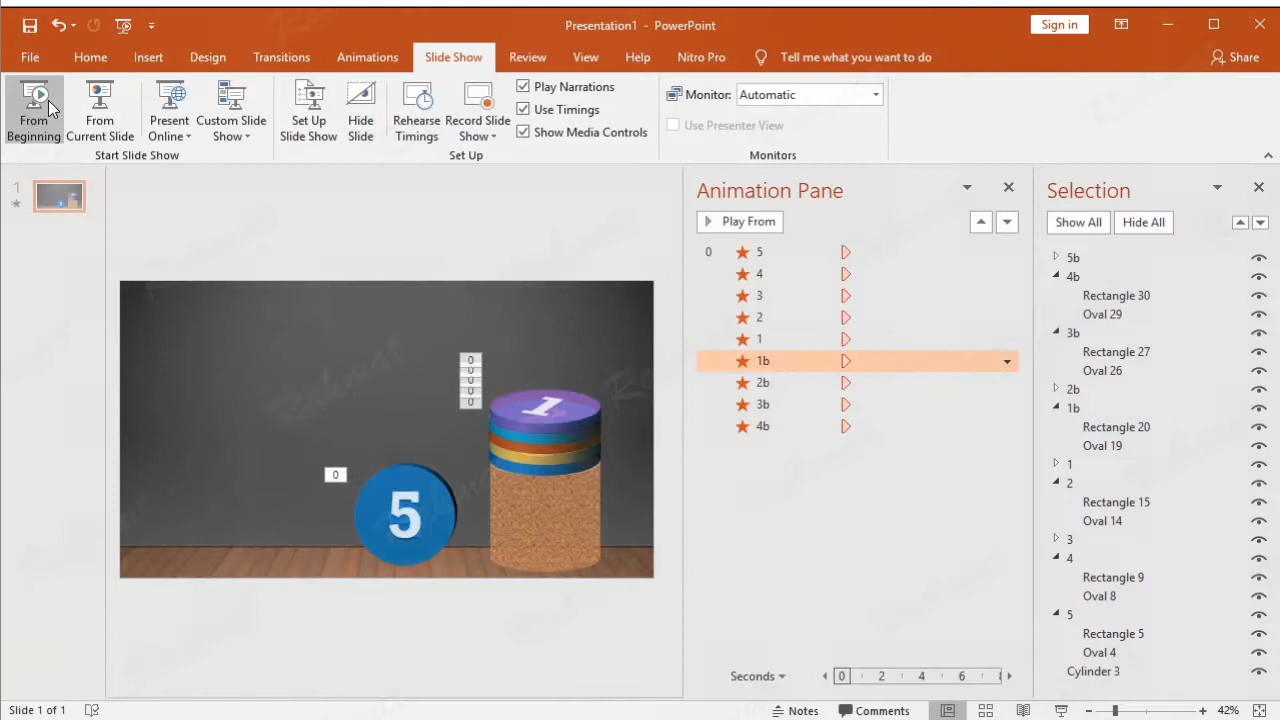 Presentation1 - PowerPoint
Sign in
File Home Insert Design Transitions Animations Slide Show Review View Help Nitro Pro Tell me what you want to do Share
From Beginning
From Current Slide
Present Online
Custom Slide Show
Start Slide Show
Set Up Slide Show
Hide Slide
Rehearse Timings
Record Slide Show
Play Narrations
Use Timings
Show Media Controls
Set Up
Monitor: Automatic
Use Presenter View
Monitors
1
0
0
0
0
0
1
0
5
Animation Pane
Play From
0 5
4
3
2
1
1b
2b
3b
4b
Seconds 0 2 4 6
Selection
Show All Hide All
5b
4b
Rectangle 30
Oval 29
3b
Rectangle 27
Oval 26
2b
1b
Rectangle 20
Oval 19
1
2
Rectangle 15
Oval 14
3
4
Rectangle 9
Oval 8
5
Rectangle 5
Oval 4
Cylinder 3
Slide 1 of 1
Notes Comments 42%